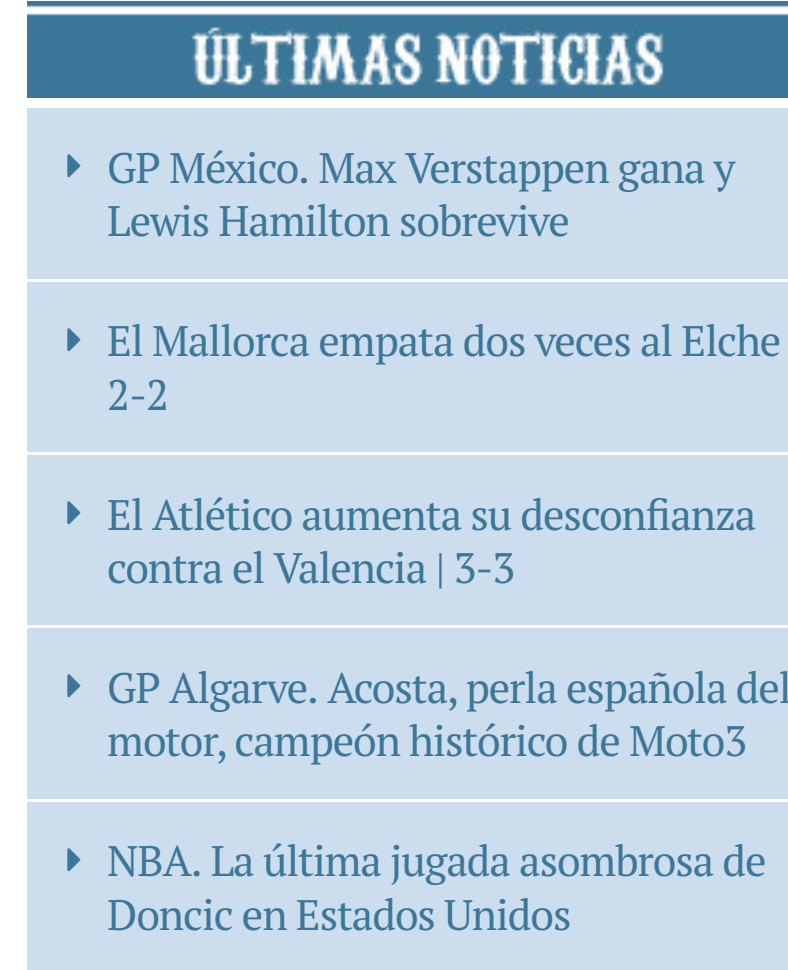 ÚLTIMAS NOTICIAS
GP México. Max Verstappen gana y
Lewis Hamilton sobrevive
El Mallorca empata dos veces al Elche
2-2
El Atlético aumenta su desconfianza
contra el Valencia | 3-3
GP Algarve. Acosta, perla española del
motor, campeón histórico de Moto3
NBA. La última jugada asombrosa de
Doncic en Estados Unidos